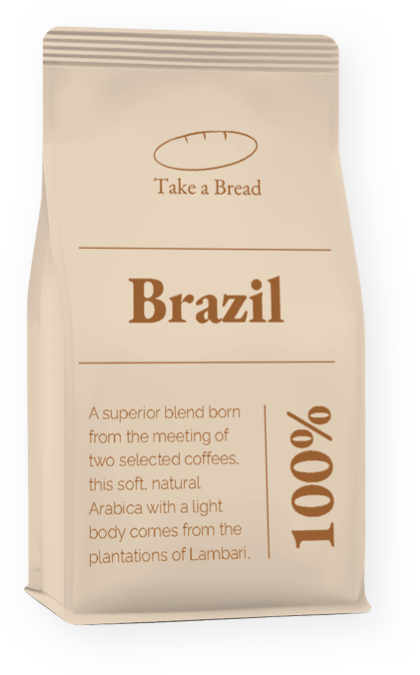 Take a Bread
Brazil
A superior blend born
from the meeting of
two selected coffees,
this soft, natural
Arabica with a light
body comes from the
plantations of Lambari.
100%